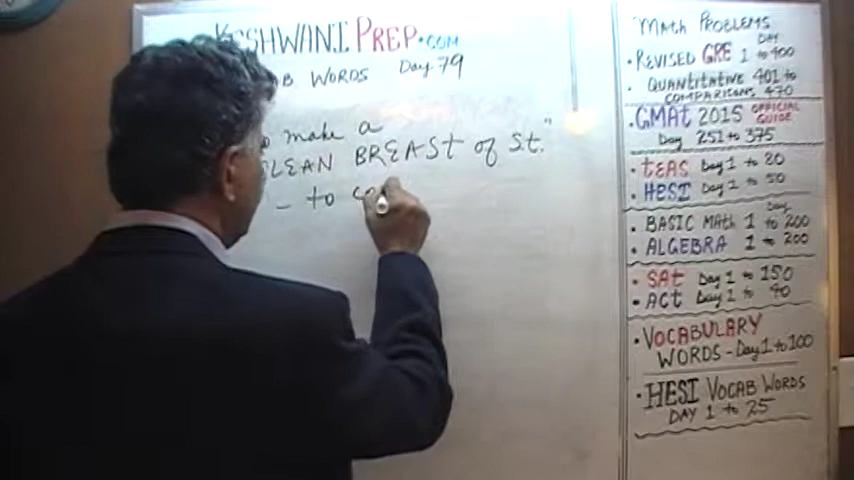 KESHWANI PREP.COM
B WORDS Day 79
o make a
LEAN BREAST of S.t."
- to co
MATH PROBLEMS
DAY
• REVISED GRE 1 to 400
• QUANTITATIVE 401 to
COMPARISONS 470
• GMAT 2015 OFFICIAL GUIDE
Day 251 to 375
• TEAS Day 1 to 20
• HESI Day 1 to 50
Day
• BASIC MATH 1 to 200
• ALGEBRA 1 to 200
• SAT Day 1 to 150
• ACT Day 1 to 40
• VOCABULARY
WORDS - Day 1 to 100
• HESI VOCAB WORDS
DAY 1 to 25